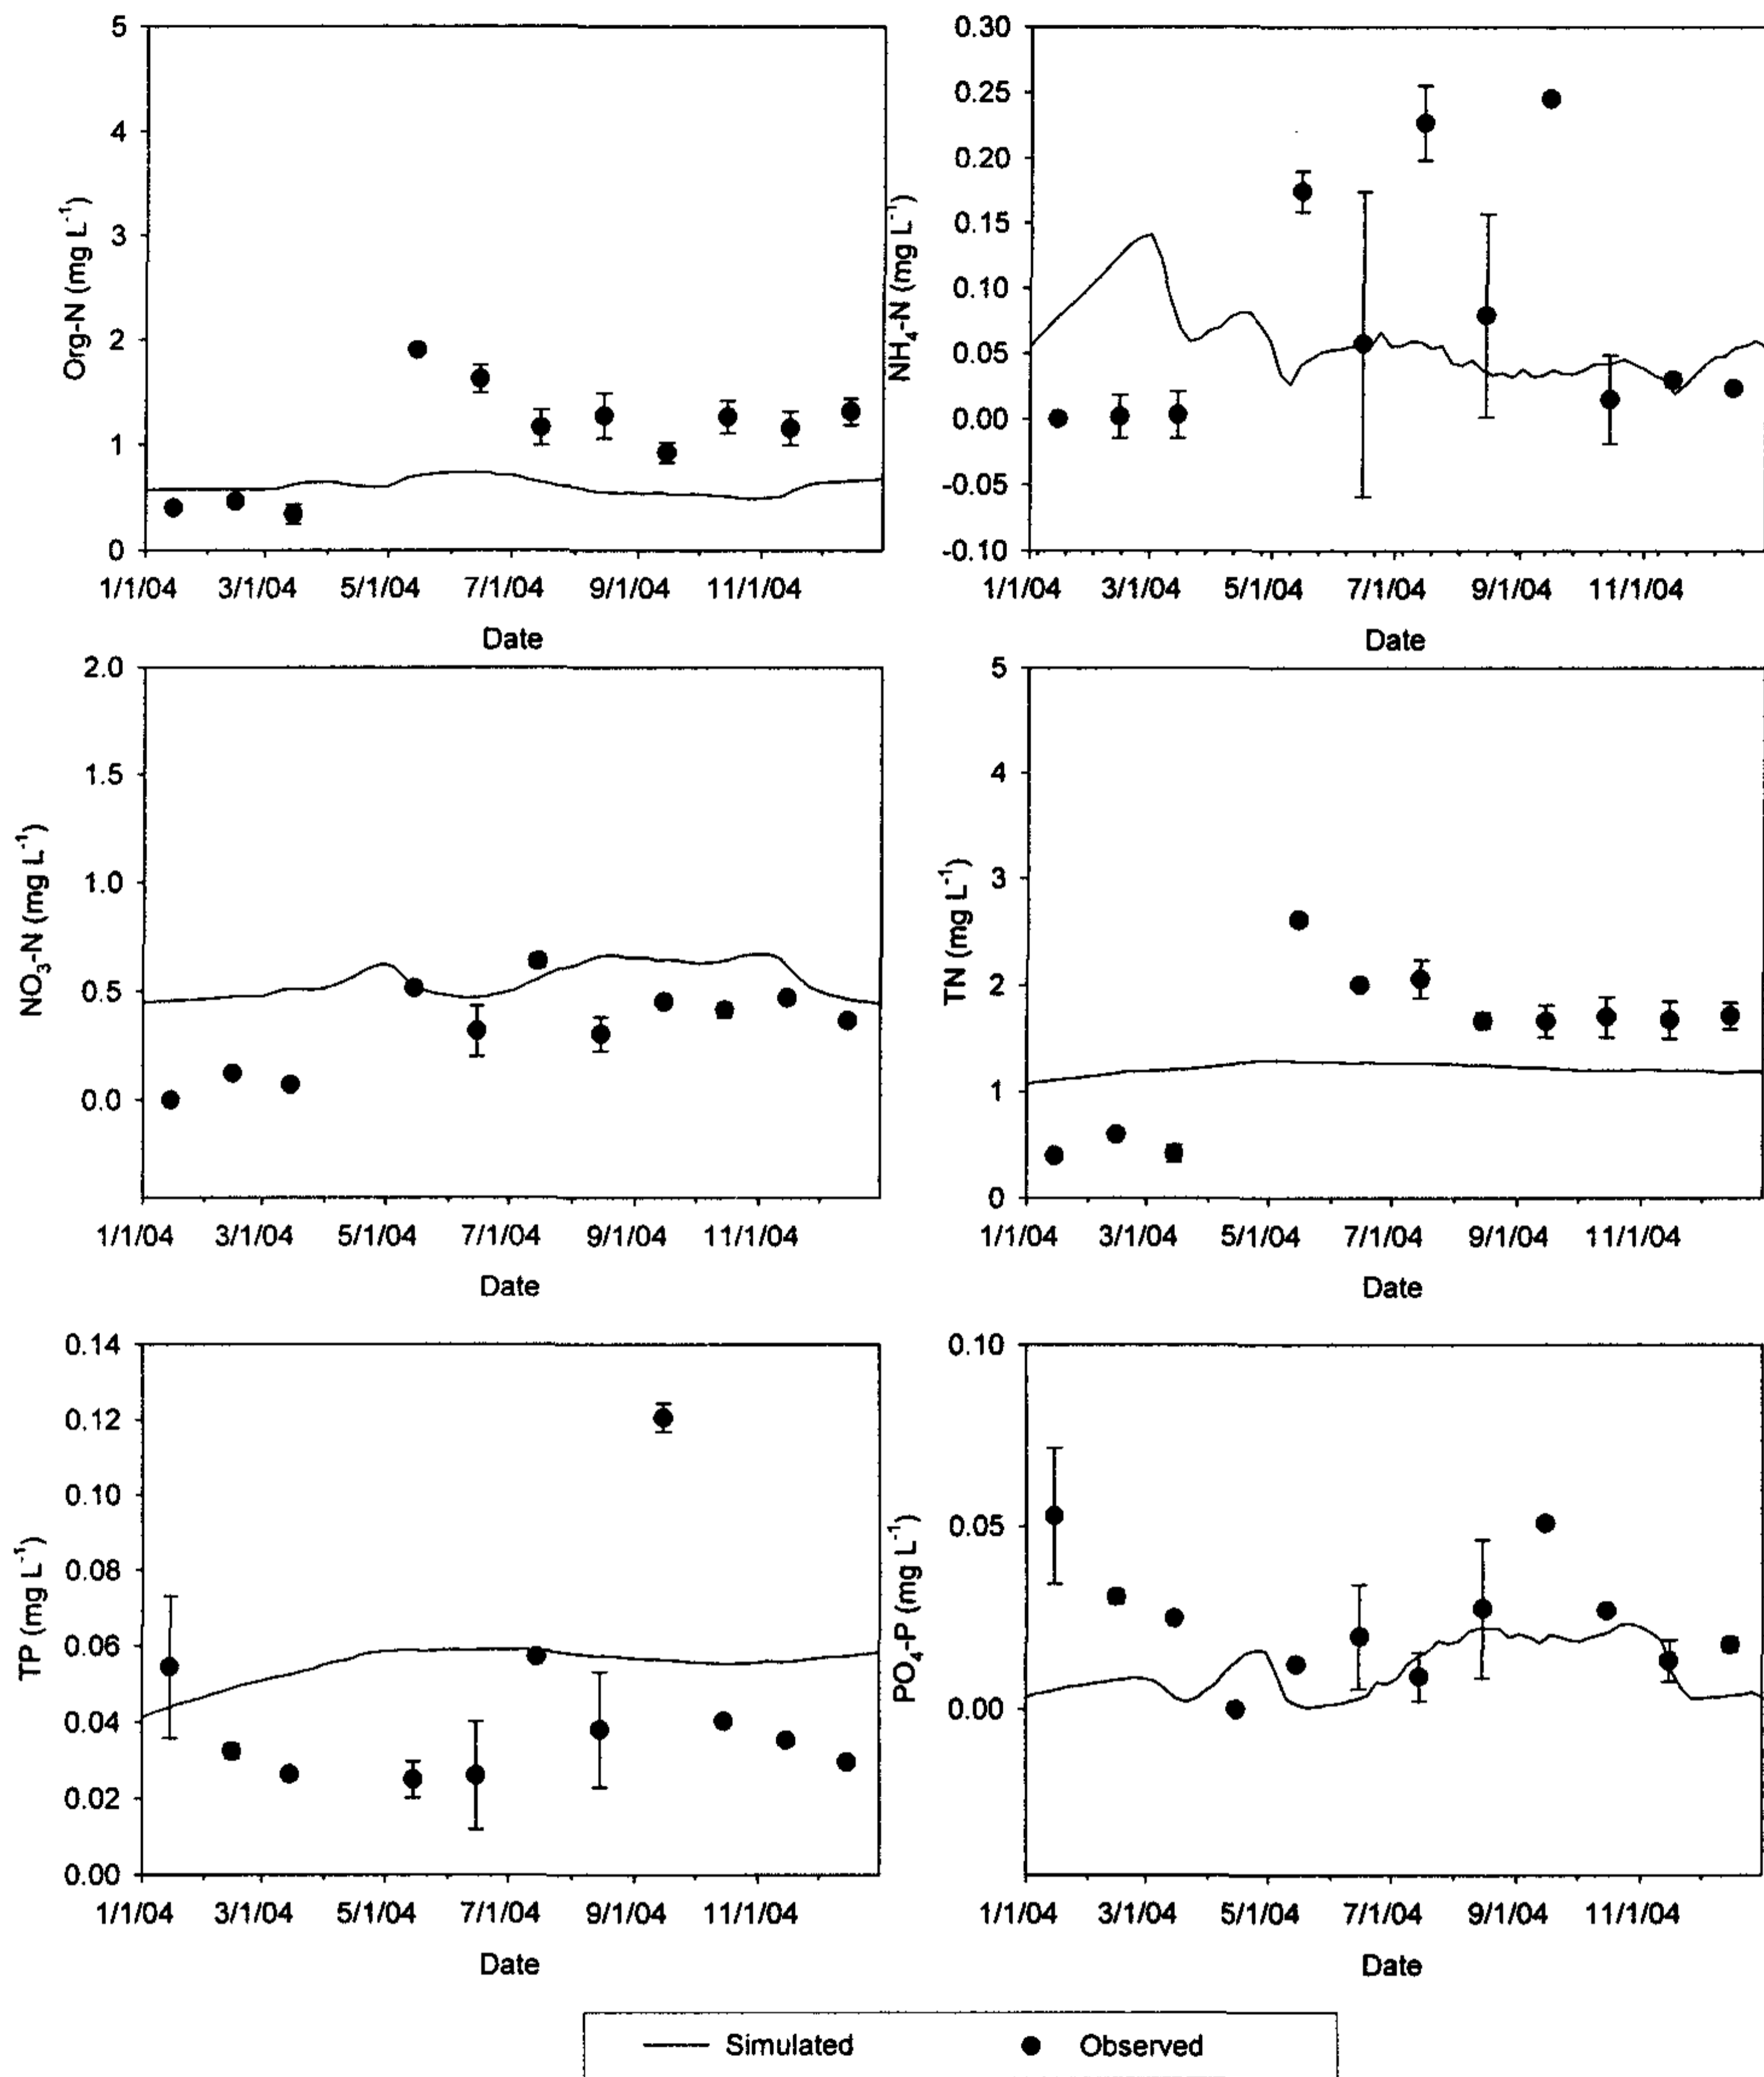 5
4
3
2
1
0
Org-N (mg L⁻¹)
1/1/04 3/1/04 5/1/04 7/1/04 9/1/04 11/1/04
Date
0.30
0.25
0.20
0.15
0.10
0.05
0.00
-0.05
-0.10
NH₄-N (mg L⁻¹)
1/1/04 3/1/04 5/1/04 7/1/04 9/1/04 11/1/04
Date
2.0
1.5
1.0
0.5
0.0
NO₃-N (mg L⁻¹)
1/1/04 3/1/04 5/1/04 7/1/04 9/1/04 11/1/04
Date
5
4
3
2
1
0
TN (mg L⁻¹)
1/1/04 3/1/04 5/1/04 7/1/04 9/1/04 11/1/04
Date
0.14
0.12
0.10
0.08
0.06
0.04
0.02
0.00
TP (mg L⁻¹)
1/1/04 3/1/04 5/1/04 7/1/04 9/1/04 11/1/04
Date
0.10
0.05
0.00
PO₄-P (mg L⁻¹)
1/1/04 3/1/04 5/1/04 7/1/04 9/1/04 11/1/04
Date
Simulated Observed